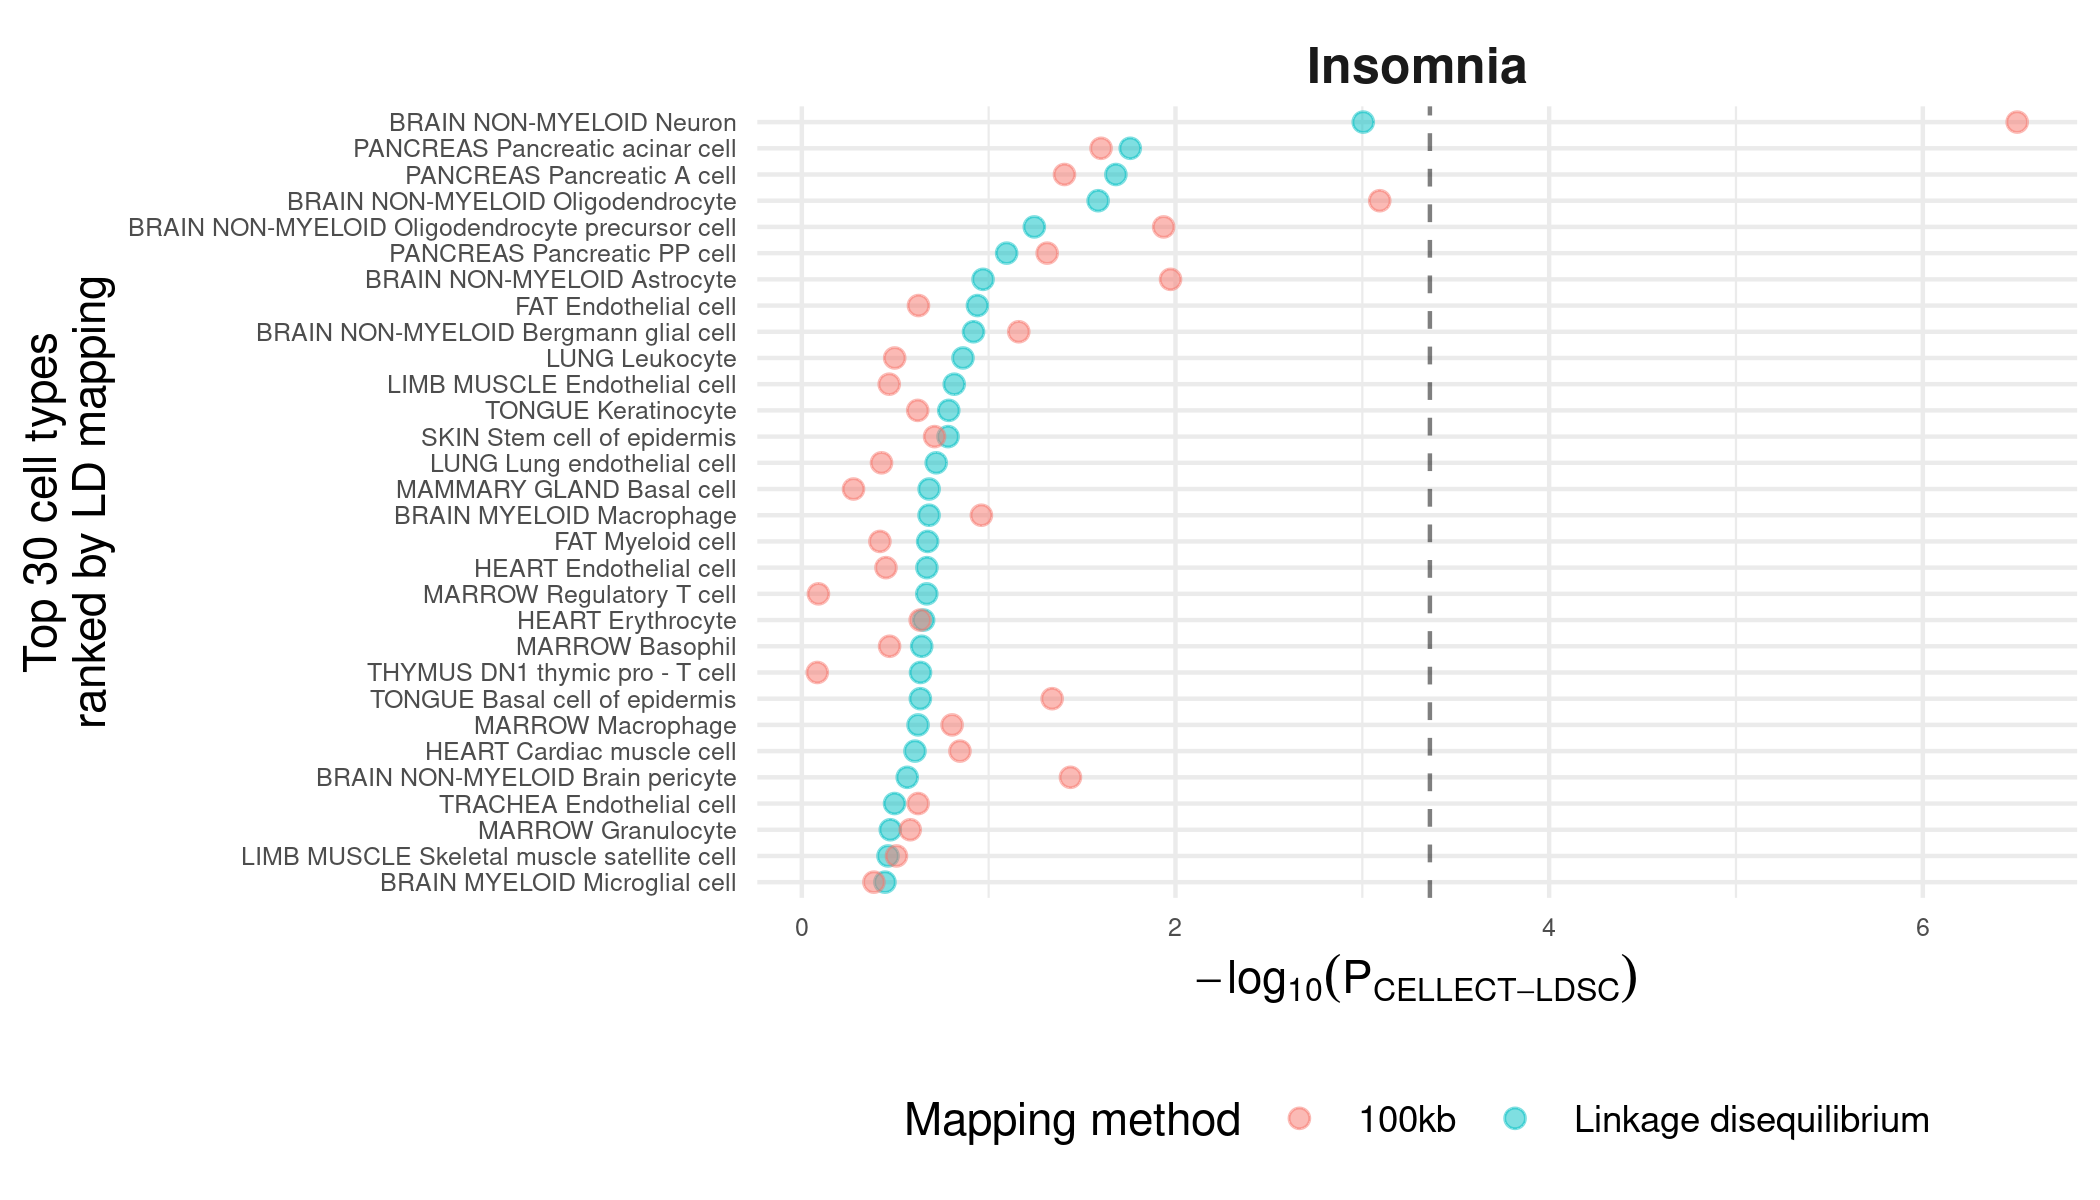 Insomnia
BRAIN NON-MYELOID Neuron
PANCREAS Pancreatic acinar cell
PANCREAS Pancreatic A cell
BRAIN NON-MYELOID Oligodendrocyte
BRAIN NON-MYELOID Oligodendrocyte precursor cell
PANCREAS Pancreatic PP cell
BRAIN NON-MYELOID Astrocyte
FAT Endothelial cell
BRAIN NON-MYELOID Bergmann glial cell
LUNG Leukocyte
LIMB MUSCLE Endothelial cell
TONGUE Keratinocyte
SKIN Stem cell of epidermis
LUNG Lung endothelial cell
MAMMARY GLAND Basal cell
BRAIN MYELOID Macrophage
FAT Myeloid cell
HEART Endothelial cell
MARROW Regulatory T cell
HEART Erythrocyte
MARROW Basophil
THYMUS DN1 thymic pro - T cell
TONGUE Basal cell of epidermis
MARROW Macrophage
HEART Cardiac muscle cell
BRAIN NON-MYELOID Brain pericyte
TRACHEA Endothelial cell
MARROW Granulocyte
LIMB MUSCLE Skeletal muscle satellite cell
BRAIN MYELOID Microglial cell
Top 30 cell types
ranked by LD mapping
0 2 4 6
−log10(PCELLECT−LDSC)
Mapping method 100kb Linkage disequilibrium